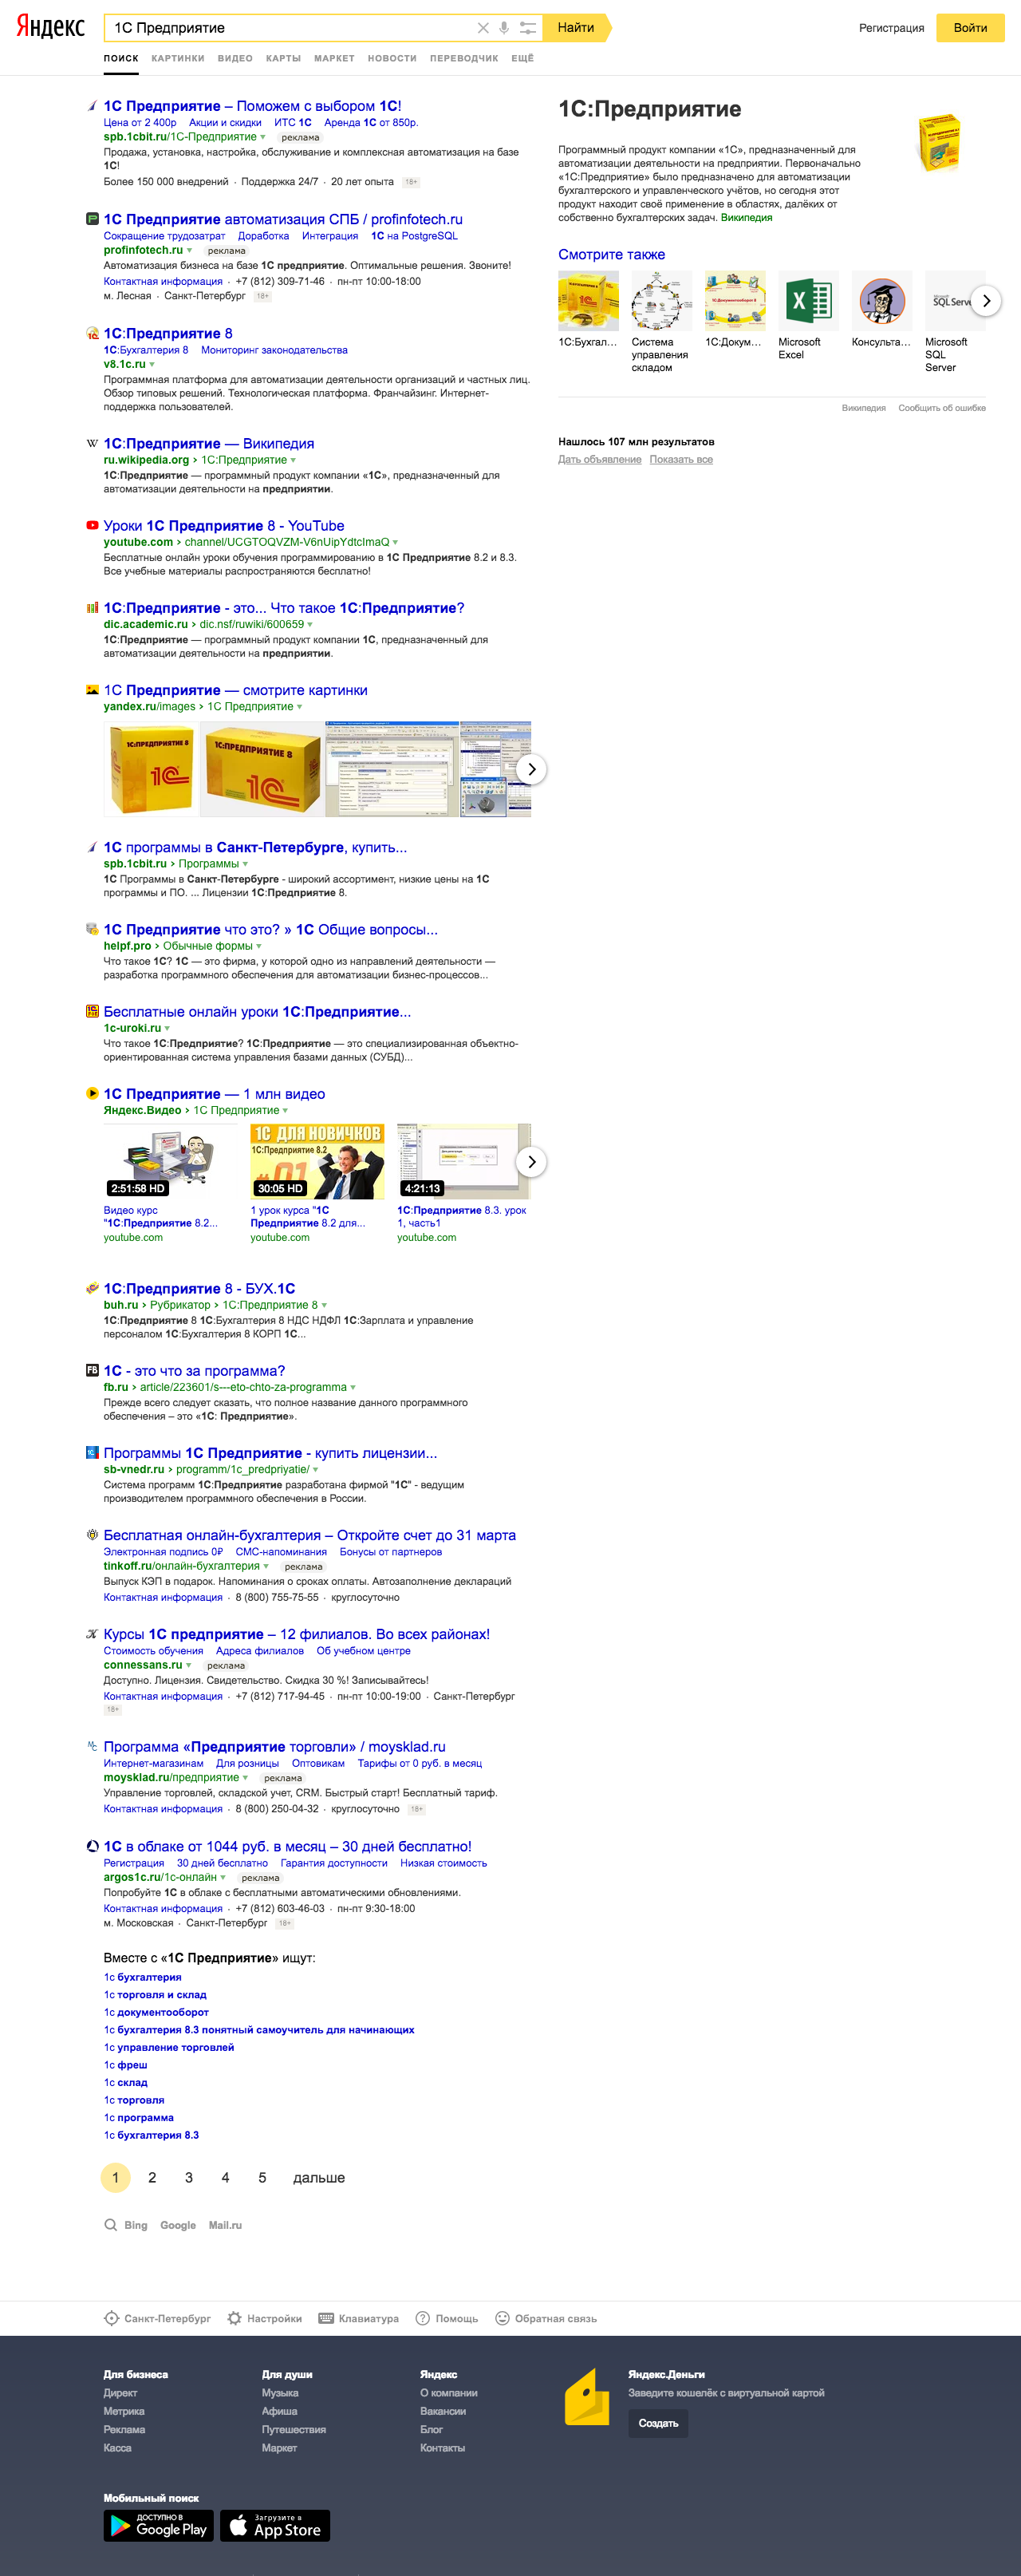 Яндекс
1С Предприятие
Найти
Регистрация
Войти
ПОИСК КАРТИНКИ ВИДЕО КАРТЫ МАРКЕТ НОВОСТИ ПЕРЕВОДЧИК ЕЩЁ
1С Предприятие – Поможем с выбором 1С!
Цена от 2 400р Акции и скидки ИТС 1С Аренда 1С от 850р.
spb.1cbit.ru/1С-Предприятие реклама
Продажа, установка, настройка, обслуживание и комплексная автоматизация на базе
1С!
Более 150 000 внедрений · Поддержка 24/7 · 20 лет опыта 18+
1С Предприятие автоматизация СПБ / profinfotech.ru
Сокращение трудозатрат Доработка Интеграция 1С на PostgreSQL
profinfotech.ru реклама
Автоматизация бизнеса на базе 1С предприятие. Оптимальные решения. Звоните!
Контактная информация · +7 (812) 309-71-46 · пн-пт 10:00-18:00
м. Лесная · Санкт-Петербург 18+
1С:Предприятие 8
1С:Бухгалтерия 8 Мониторинг законодательства
v8.1c.ru
Программная платформа для автоматизации деятельности организаций и частных лиц.
Обзор типовых решений. Технологическая платформа. Франчайзинг. Интернет-
поддержка пользователей.
1С:Предприятие — Википедия
ru.wikipedia.org › 1С:Предприятие
1С:Предприятие — программный продукт компании «1С», предназначенный для
автоматизации деятельности на предприятии.
Уроки 1С Предприятие 8 - YouTube
youtube.com › channel/UCGTOQVZM-V6nUipYdtcImaQ
Бесплатные онлайн уроки обучения программированию в 1С Предприятие 8.2 и 8.3.
Все учебные материалы распространяются бесплатно!
1С:Предприятие - это... Что такое 1С:Предприятие?
dic.academic.ru › dic.nsf/ruwiki/600659
1С:Предприятие — программный продукт компании 1С, предназначенный для
автоматизации деятельности на предприятии.
1С Предприятие — смотрите картинки
yandex.ru/images › 1С Предприятие
1С:ПРЕДПРИЯТИЕ 8
1С
1С:ПРЕДПРИЯТИЕ 8
1С
1С программы в Санкт-Петербурге, купить...
spb.1cbit.ru › Программы
1С Программы в Санкт-Петербурге - широкий ассортимент, низкие цены на 1С
программы и ПО. ... Лицензии 1С:Предприятие 8.
1С Предприятие что это? » 1С Общие вопросы...
helpf.pro › Обычные формы
Что такое 1С? 1С — это фирма, у которой одно из направлений деятельности —
разработка программного обеспечения для автоматизации бизнес-процессов...
Бесплатные онлайн уроки 1С:Предприятие...
1c-uroki.ru
Что такое 1С:Предприятие? 1С:Предприятие — это специализированная объектно-
ориентированная система управления базами данных (СУБД)...
1С Предприятие — 1 млн видео
Яндекс.Видео › 1С Предприятие
1С ДЛЯ НОВИЧКОВ
1С:Предприятие 8.2
#01
2:51:58 HD 30:05 HD 4:21:13
Видео курс
"1С:Предприятие 8.2...
youtube.com
1 урок курса "1С
Предприятие 8.2 для...
youtube.com
1С:Предприятие 8.3. урок
1, часть1
youtube.com
1С:Предприятие 8 - БУХ.1С
buh.ru › Рубрикатор › 1С:Предприятие 8
1С:Предприятие 8 1С:Бухгалтерия 8 НДС НДФЛ 1С:Зарплата и управление
персоналом 1С:Бухгалтерия 8 КОРП 1С...
FB
1С - это что за программа?
fb.ru › article/223601/s---eto-chto-za-programma
Прежде всего следует сказать, что полное название данного программного
обеспечения – это «1С: Предприятие».
Программы 1С Предприятие - купить лицензии...
sb-vnedr.ru › programm/1c_predpriyatie/
Система программ 1С:Предприятие разработана фирмой "1С" - ведущим
производителем программного обеспечения в России.
Бесплатная онлайн-бухгалтерия – Откройте счет до 31 марта
Электронная подпись 0₽ СМС-напоминания Бонусы от партнеров
tinkoff.ru/онлайн-бухгалтерия реклама
Выпуск КЭП в подарок. Напоминания о сроках оплаты. Автозаполнение деклараций
Контактная информация · 8 (800) 755-75-55 · круглосуточно
Курсы 1С предприятие – 12 филиалов. Во всех районах!
Стоимость обучения Адреса филиалов Об учебном центре
connessans.ru реклама
Доступно. Лицензия. Свидетельство. Скидка 30 %! Записывайтесь!
Контактная информация · +7 (812) 717-94-45 · пн-пт 10:00-19:00 · Санкт-Петербург
18+
Программа «Предприятие торговли» / moysklad.ru
Интернет-магазинам Для розницы Оптовикам Тарифы от 0 руб. в месяц
moysklad.ru/предприятие реклама
Управление торговлей, складской учет, CRM. Быстрый старт! Бесплатный тариф.
Контактная информация · 8 (800) 250-04-32 · круглосуточно 18+
1С в облаке от 1044 руб. в месяц – 30 дней бесплатно!
Регистрация 30 дней бесплатно Гарантия доступности Низкая стоимость
argos1c.ru/1с-онлайн реклама
Попробуйте 1С в облаке с бесплатными автоматическими обновлениями.
Контактная информация · +7 (812) 603-46-03 · пн-пт 9:30-18:00
м. Московская · Санкт-Петербург 18+
Вместе с «1С Предприятие» ищут:
1с бухгалтерия
1с торговля и склад
1с документооборот
1с бухгалтерия 8.3 понятный самоучитель для начинающих
1с управление торговлей
1с фреш
1с склад
1с торговля
1с программа
1с бухгалтерия 8.3
1 2 3 4 5 дальше
Bing Google Mail.ru
1С:Предприятие
Программный продукт компании «1С», предназначенный для
автоматизации деятельности на предприятии. Первоначально
«1С:Предприятие» было предназначено для автоматизации
бухгалтерского и управленческого учётов, но сегодня этот
продукт находит своё применение в областях, далёких от
собственно бухгалтерских задач. Википедия
Смотрите также
SQL Serve
1С:Бухгал...
Система
управления
складом
1С:Докум...
Microsoft
Excel
Консульта...
Microsoft
SQL
Server
Википедия Сообщить об ошибке
Нашлось 107 млн результатов
Дать объявление Показать все
Санкт-Петербург Настройки Клавиатура Помощь Обратная связь
Для бизнеса
Директ
Метрика
Реклама
Касса
Для души
Музыка
Афиша
Путешествия
Маркет
Яндекс
О компании
Вакансии
Блог
Контакты
Яндекс.Деньги
Заведите кошелёк с виртуальной картой
Создать
Мобильный поиск
ДОСТУПНО В
Google Play
Загрузите в
App Store